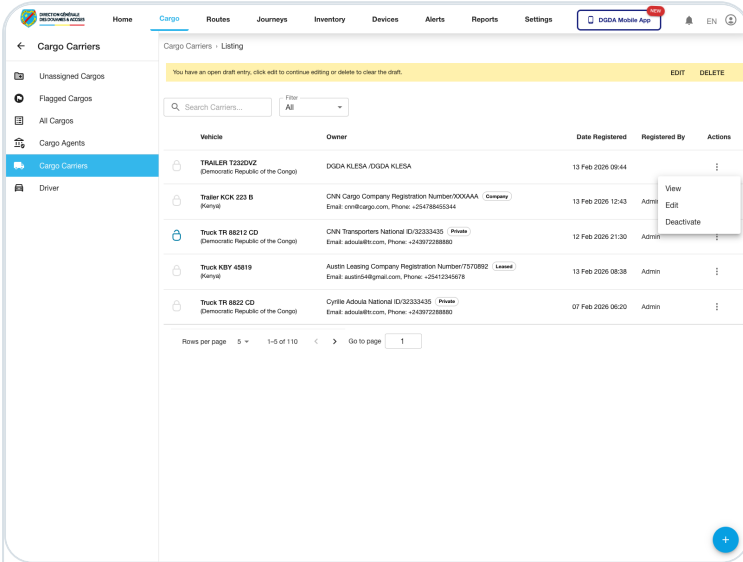 DIRECTION GÉNÉRALE
DES DOUANES & ACCISES
Home
Cargo
Routes
Journeys
Inventory
Devices
Alerts
Reports
Settings
DGDA Mobile App
NEW
EN
Cargo Carriers
Unassigned Cargos
Flagged Cargos
All Cargos
Cargo Agents
Cargo Carriers
Driver
Cargo Carriers › Listing
You have an open draft entry, click edit to continue editing or delete to clear the draft.
EDIT
DELETE
Search Carriers...
Filter
All
Vehicle
Owner
Date Registered
Registered By
Actions
TRAILER T232DVZ
(Democratic Republic of the Congo)
DGDA KLESA /DGDA KLESA
13 Feb 2026 09:44
View
Edit
Deactivate
Trailer KCK 223 B
(Kenya)
CNN Cargo Company Registration Number/XXXAAA Company
Email: cnn@cargo.com, Phone: +254788455344
13 Feb 2026 12:43
Truck TR 88212 CD
(Democratic Republic of the Congo)
CNN Transporters National ID/32333435 Private
Email: adoula@tr.com, Phone: +243972288880
12 Feb 2026 21:30
Admin
Truck KBY 45819
(Kenya)
Austin Leasing Company Registration Number/7570892 Leased
Email: austin54@gmail.com, Phone: +25412345678
13 Feb 2026 08:38
Admin
Truck TR 8822 CD
(Democratic Republic of the Congo)
Cyrille Adoula National ID/32333435 Private
Email: adoula@tr.com, Phone: +243972288880
07 Feb 2026 06:20
Admin
Rows per page 5
1–5 of 110
Go to page 1